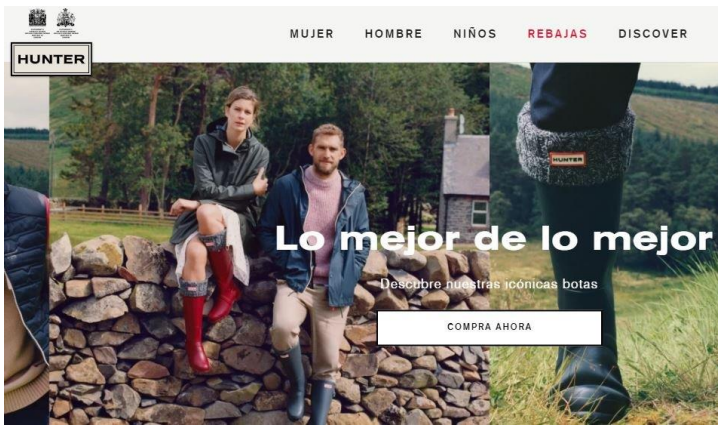 HUNTER
MUJER HOMBRE NIÑOS REBAJAS DISCOVER
HUNTER
Lo mejor de lo mejor
Descubre nuestras icónicas botas
COMPRA AHORA